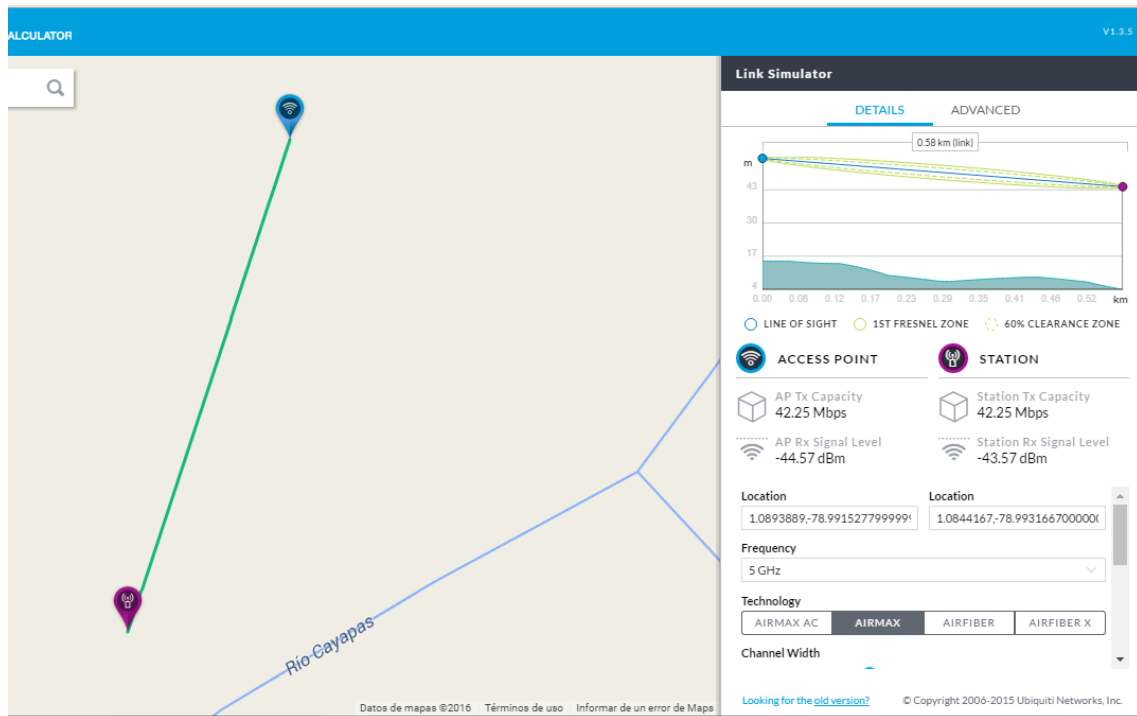 ALCULATOR
V1.3.5
Link Simulator
DETAILS ADVANCED
0.58 km (link)
m
43
30
17
4
0.00 0.06 0.12 0.17 0.23 0.29 0.35 0.41 0.46 0.52 km
LINE OF SIGHT 1ST FRESNEL ZONE 60% CLEARANCE ZONE
ACCESS POINT STATION
AP Tx Capacity Station Tx Capacity
42.25 Mbps 42.25 Mbps
AP Rx Signal Level Station Rx Signal Level
-44.57 dBm -43.57 dBm
Location Location
1.0893889,-78.991527799999 1.0844167,-78.9931667000000
Frequency
5 GHz
Technology
AIRMAX AC AIRMAX AIRFIBER AIRFIBER X
Channel Width
Río-Cayapas
Datos de mapas ©2016 Términos de uso Informar de un error de Maps
Looking for the old version? © Copyright 2006-2015 Ubiquiti Networks, Inc.